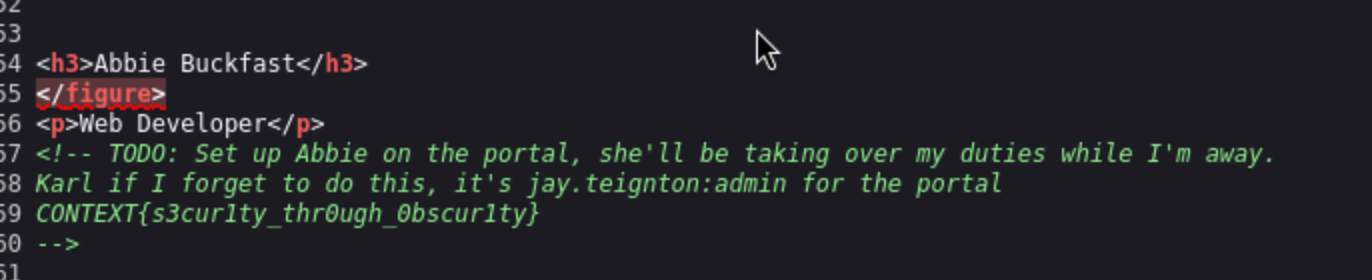 52
53
54 <h3>Abbie Buckfast</h3>
55 </figure>
56 <p>Web Developer</p>
57 <!-- TODO: Set up Abbie on the portal, she'll be taking over my duties while I'm away.
58 Karl if I forget to do this, it's jay.teignton:admin for the portal
59 CONTEXT{s3cur1ty_thr0ugh_0bscur1ty}
60 -->
61